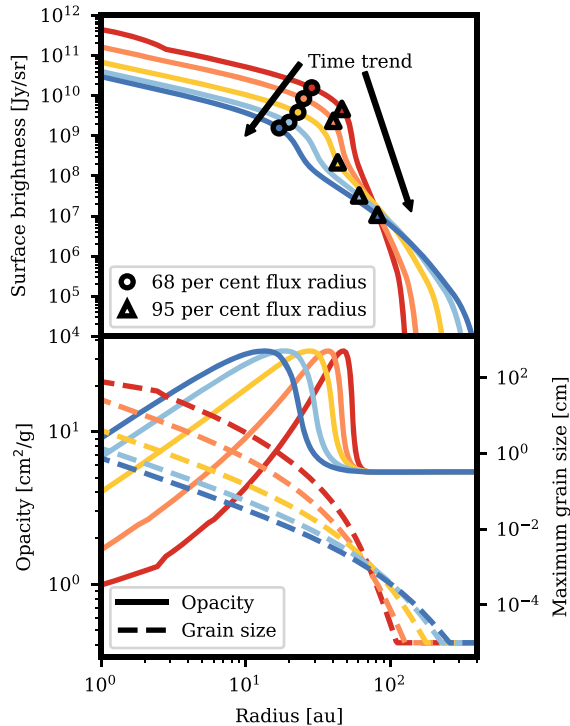 10^12
10^11
10^10
10^9
10^8
10^7
10^6
10^5
10^4
Surface brightness [Jy/sr]
Time trend
68 per cent flux radius
95 per cent flux radius
10^1
10^0
Opacity [cm^2/g]
10^2
10^0
10^-2
10^-4
Maximum grain size [cm]
Opacity
Grain size
10^0
10^1
10^2
Radius [au]